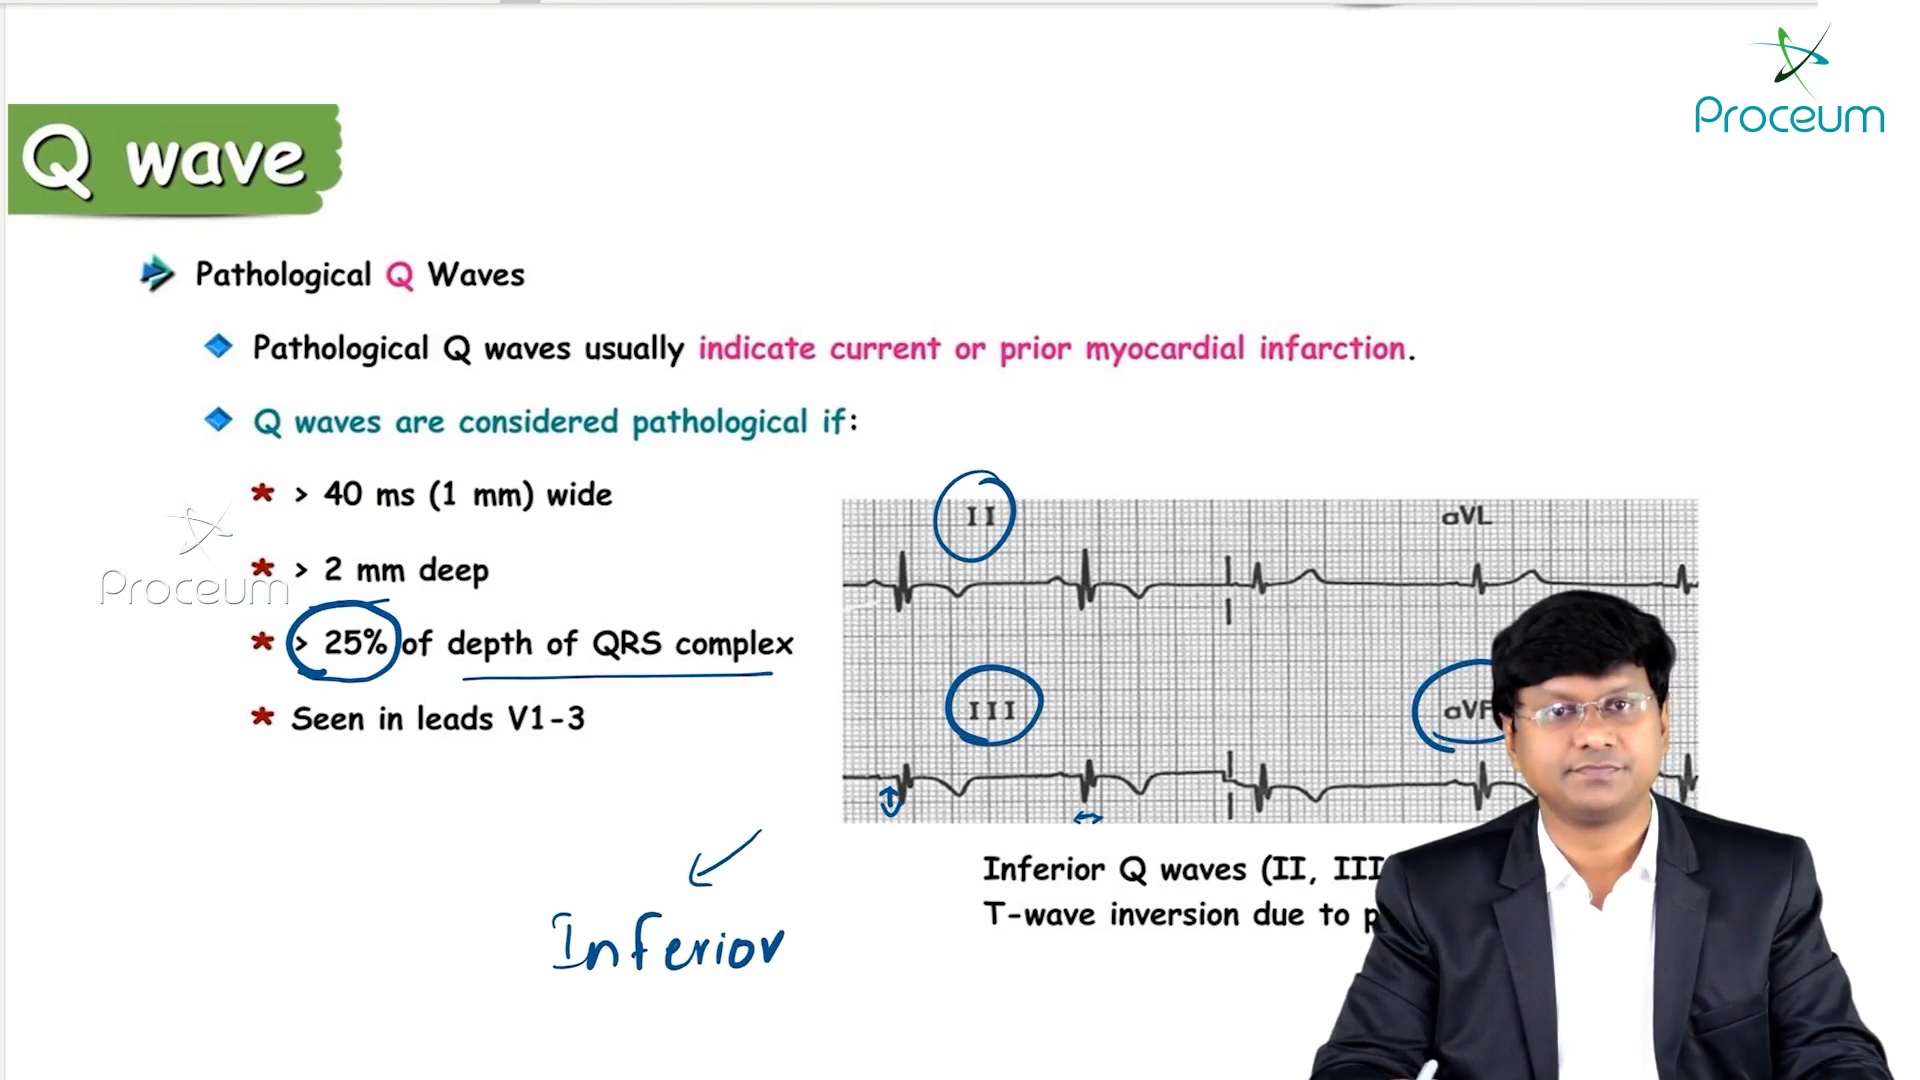 Proceum
Q wave
Pathological Q Waves
Pathological Q waves usually indicate current or prior myocardial infarction.
Q waves are considered pathological if:
> 40 ms (1 mm) wide
> 2 mm deep
Proceum
> 25% of depth of QRS complex
Seen in leads V1-3
II
aVL
III
aVF
Inferior Q waves (II, III
T-wave inversion due to p
Inferior